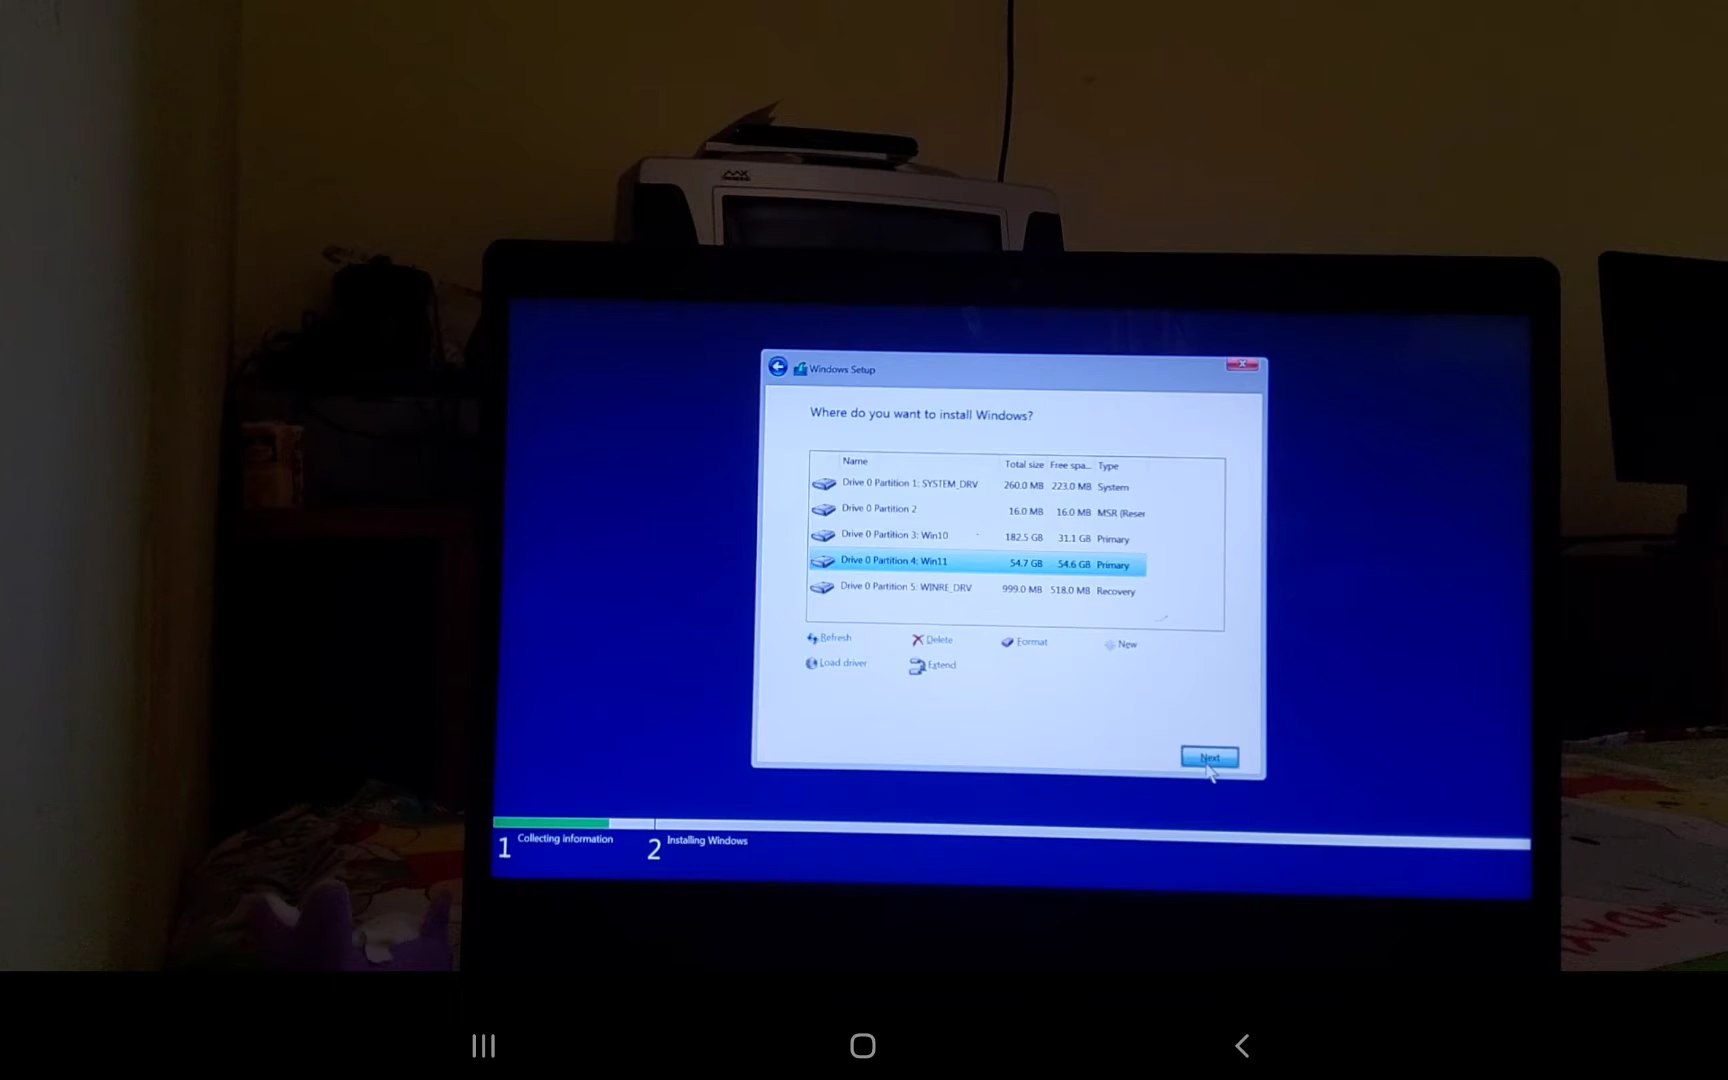 Windows Setup
Where do you want to install Windows?
Name Total size Free spa... Type
Drive 0 Partition 1: SYSTEM_DRV 260.0 MB 223.0 MB System
Drive 0 Partition 2 16.0 MB 16.0 MB MSR (Reser
Drive 0 Partition 3: Win10 182.5 GB 31.1 GB Primary
Drive 0 Partition 4: Win11 54.7 GB 54.6 GB Primary
Drive 0 Partition 5: WINRE_DRV 999.0 MB 518.0 MB Recovery
Refresh Delete Format New
Load driver Extend
Next
1 Collecting information 2 Installing Windows